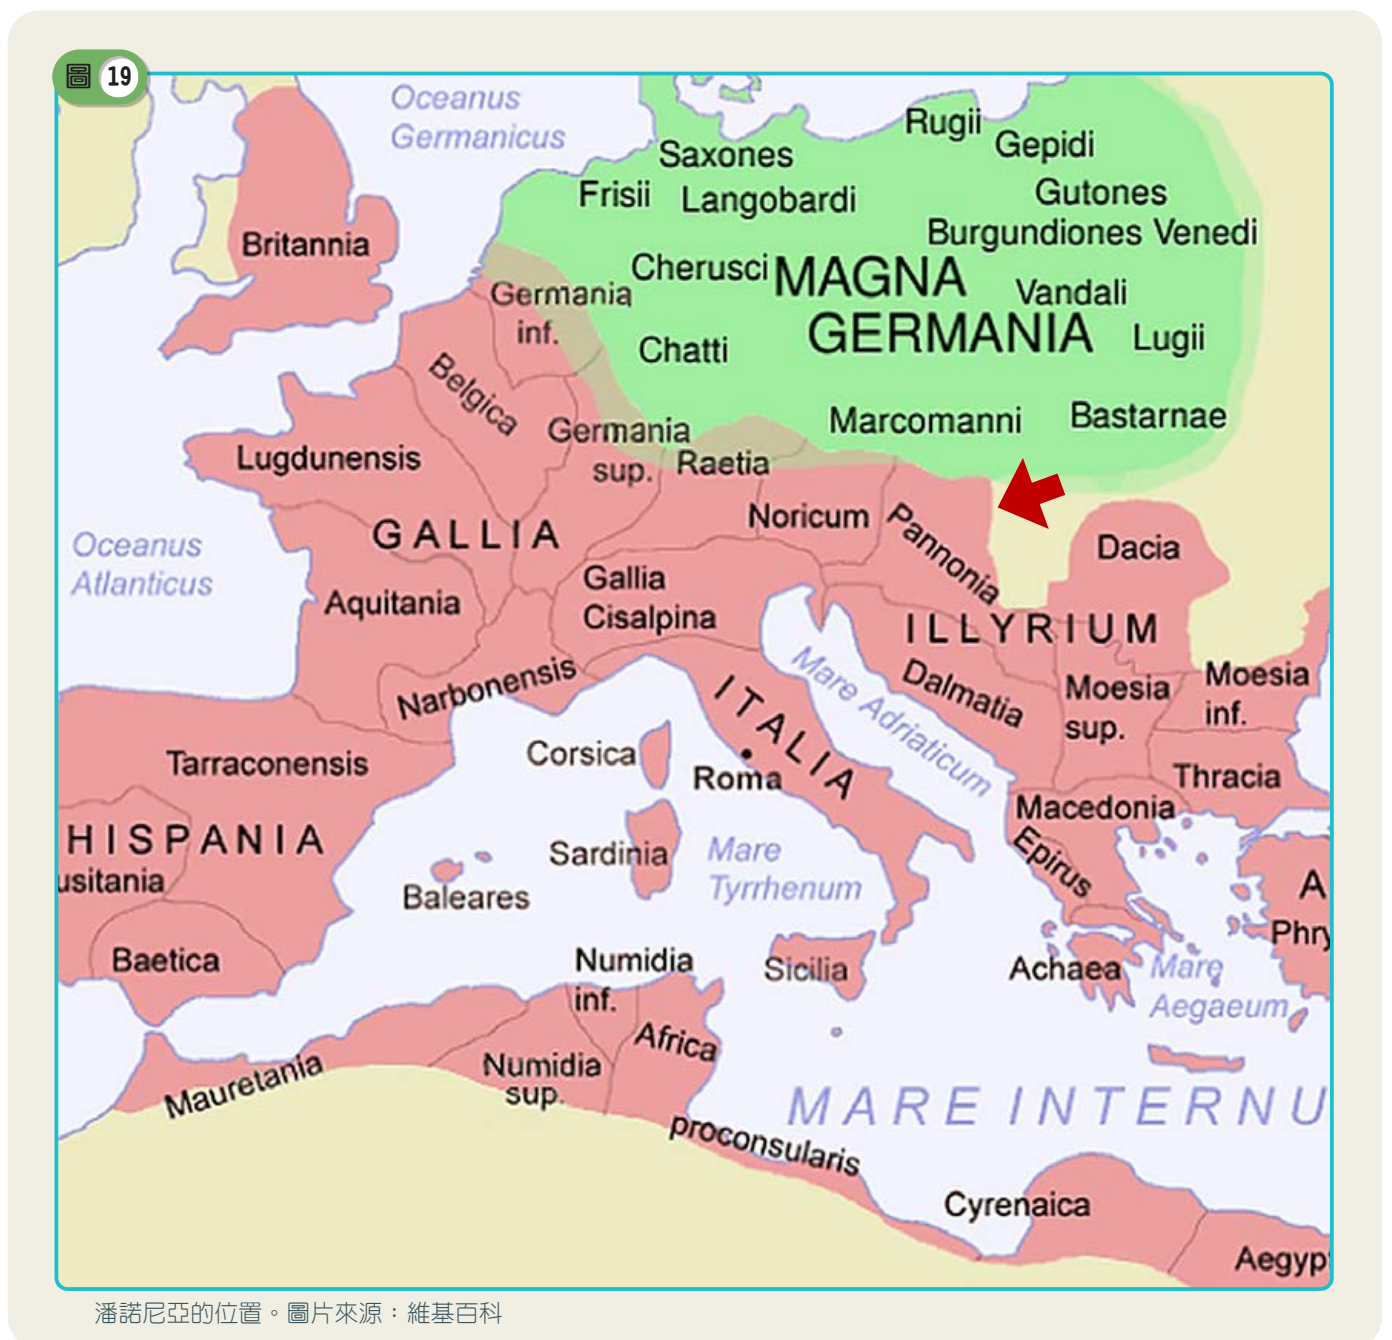 圖 19
Oceanus
Germanicus
Rugii
Gepidi
Saxones
Frisii
Langobardi
Gutones
Burgundiones
Venedi
Britannia
Cherusci
MAGNA
GERMANIA
Vandali
Lugii
Germania
inf.
Chatti
Belgica
Marcomanni
Bastarnae
Germania
sup.
Raetia
Lugdunensis
Noricum
Pannonia
Dacia
GALLIA
Oceanus
Atlanticus
Gallia
Cisalpina
Aquitania
ILLYRIUM
Mare Adriaticum
Dalmatia
Moesia
sup.
Moesia
inf.
Narbonensis
ITALIA
Corsica
Roma
Tarraconensis
Thracia
Macedonia
HISPANIA
usitania
Sardinia
Mare
Tyrrhenum
Epirus
Baleares
A
Phry
Baetica
Numidia
inf.
Sicilia
Achaea
Mare
Aegaeum
Africa
Mauretania
Numidia
sup.
MARE INTERNU
proconsularis
Cyrenaica
Aegyp
潘諾尼亞的位置。圖片來源：維基百科